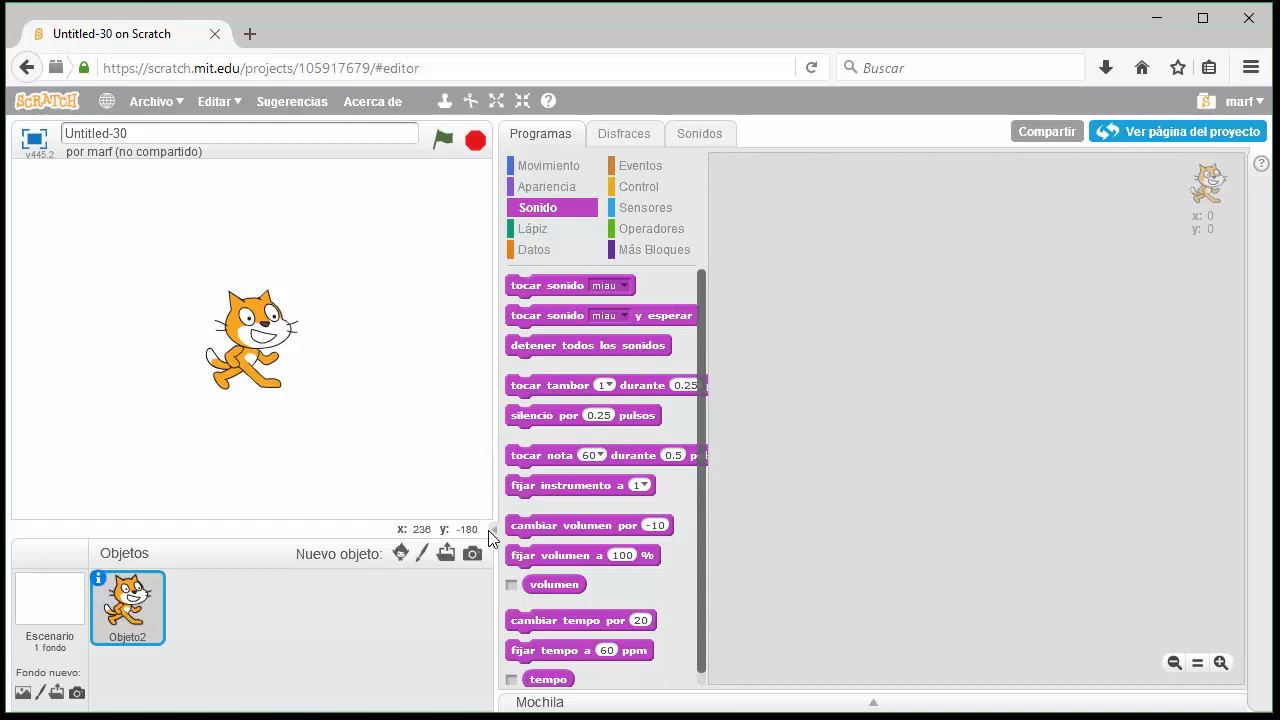 Untitled-30 on Scratch
https://scratch.mit.edu/projects/105917679/#editor
Buscar
SCRATCH
Archivo
Editar
Sugerencias
Acerca de
marf
Untitled-30
por marf (no compartido)
v445.2
Programas
Disfraces
Sonidos
Compartir
Ver página del proyecto
Movimiento
Eventos
Apariencia
Control
Sonido
Sensores
Lápiz
Operadores
Datos
Más Bloques
x: 0
y: 0
tocar sonido miau
tocar sonido miau y esperar
detener todos los sonidos
tocar tambor 1 durante 0.25
silencio por 0.25 pulsos
tocar nota 60 durante 0.5 pu
fijar instrumento a 1
cambiar volumen por -10
fijar volumen a 100 %
volumen
cambiar tempo por 20
fijar tempo a 60 ppm
tempo
x: 236 y: -180
Objetos
Nuevo objeto:
Objeto2
Escenario
1 fondo
Fondo nuevo:
Mochila